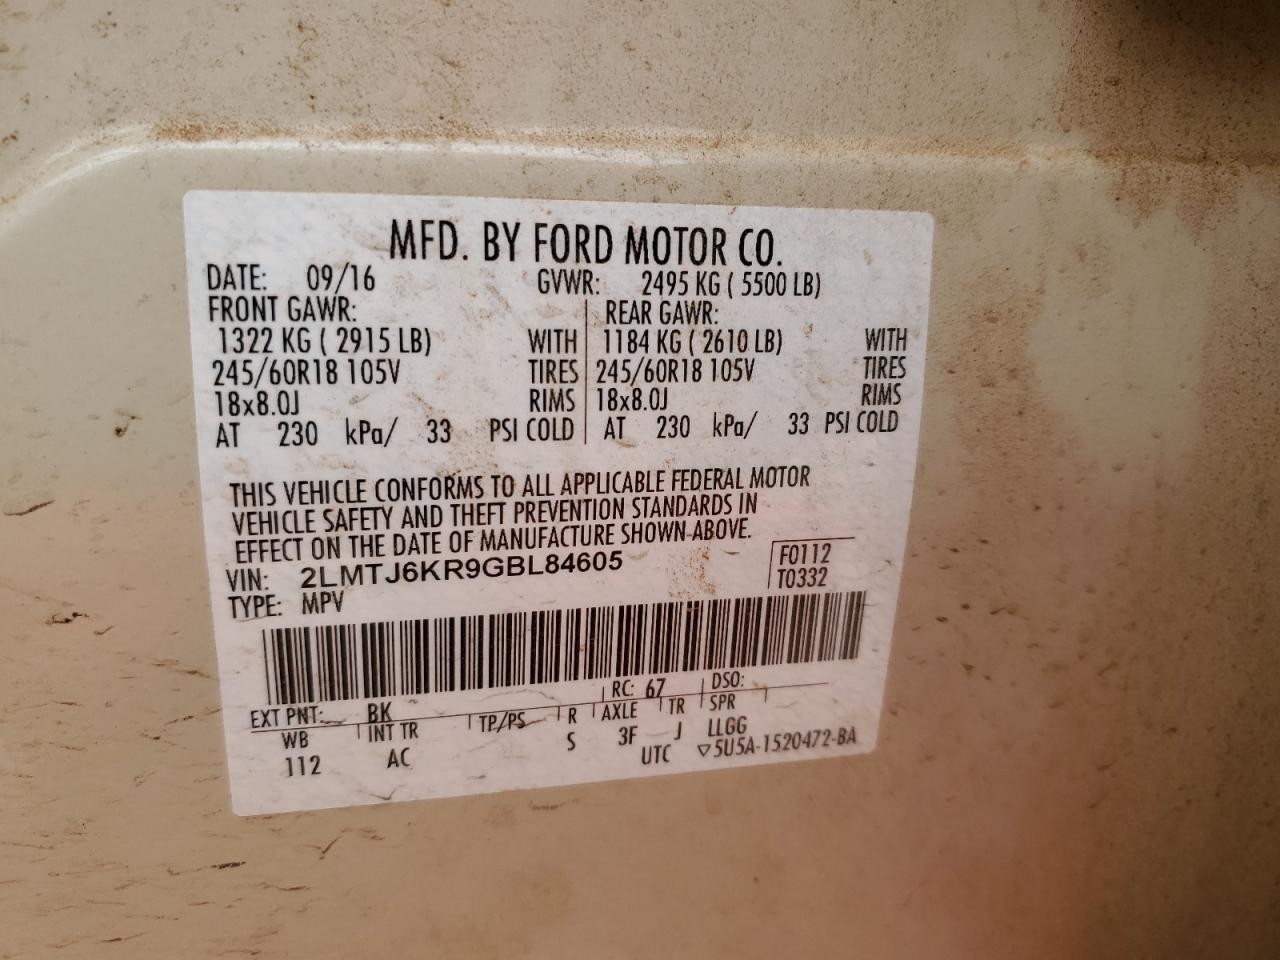 MFD. BY FORD MOTOR CO.
DATE: 09/16 GVWR: 2495 KG ( 5500 LB)
FRONT GAWR: REAR GAWR:
1322 KG ( 2915 LB) WITH 1184 KG ( 2610 LB) WITH
245/60R18 105V TIRES 245/60R18 105V TIRES
18x8.0J RIMS 18x8.0J RIMS
AT 230 kPa/ 33 PSI COLD AT 230 kPa/ 33 PSI COLD
THIS VEHICLE CONFORMS TO ALL APPLICABLE FEDERAL MOTOR
VEHICLE SAFETY AND THEFT PREVENTION STANDARDS IN
EFFECT ON THE DATE OF MANUFACTURE SHOWN ABOVE.
VIN: 2LMTJ6KR9GBL84605 F0112
TYPE: MPV T0332
EXT PNT: BK RC: 67 DSO:
WB INT TR TP/PS R AXLE TR SPR
112 AC S 3F J LLGG
UTC ▽5U5A-1520472-BA